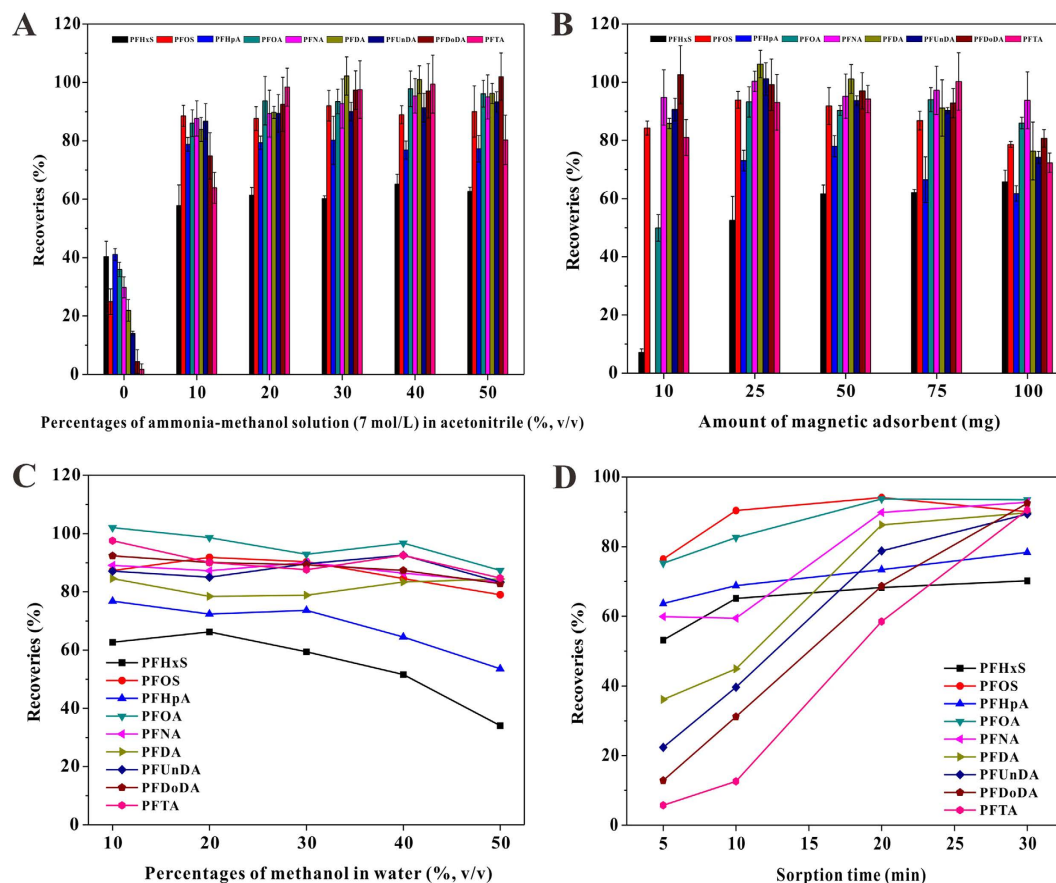 A
120
100
80
60
40
20
0
Recoveries (%)
PFHxS PFOS PFHpA PFOA PFNA PFDA PFUnDA PFDoDA PFTA
0 10 20 30 40 50
Percentages of ammonia-methanol solution (7 mol/L) in acetonitrile (%, v/v)
B
120
100
80
60
40
20
0
Recoveries (%)
PFHxS PFOS PFHpA PFOA PFNA PFDA PFUnDA PFDoDA PFTA
10 25 50 75 100
Amount of magnetic adsorbent (mg)
C
120
100
80
60
40
20
0
Recoveries (%)
PFHxS
PFOS
PFHpA
PFOA
PFNA
PFDA
PFUnDA
PFDoDA
PFTA
10 20 30 40 50
Percentages of methanol in water (%, v/v)
D
100
80
60
40
20
0
Recoveries (%)
PFHxS
PFOS
PFHpA
PFOA
PFNA
PFDA
PFUnDA
PFDoDA
PFTA
5 10 15 20 25 30
Sorption time (min)